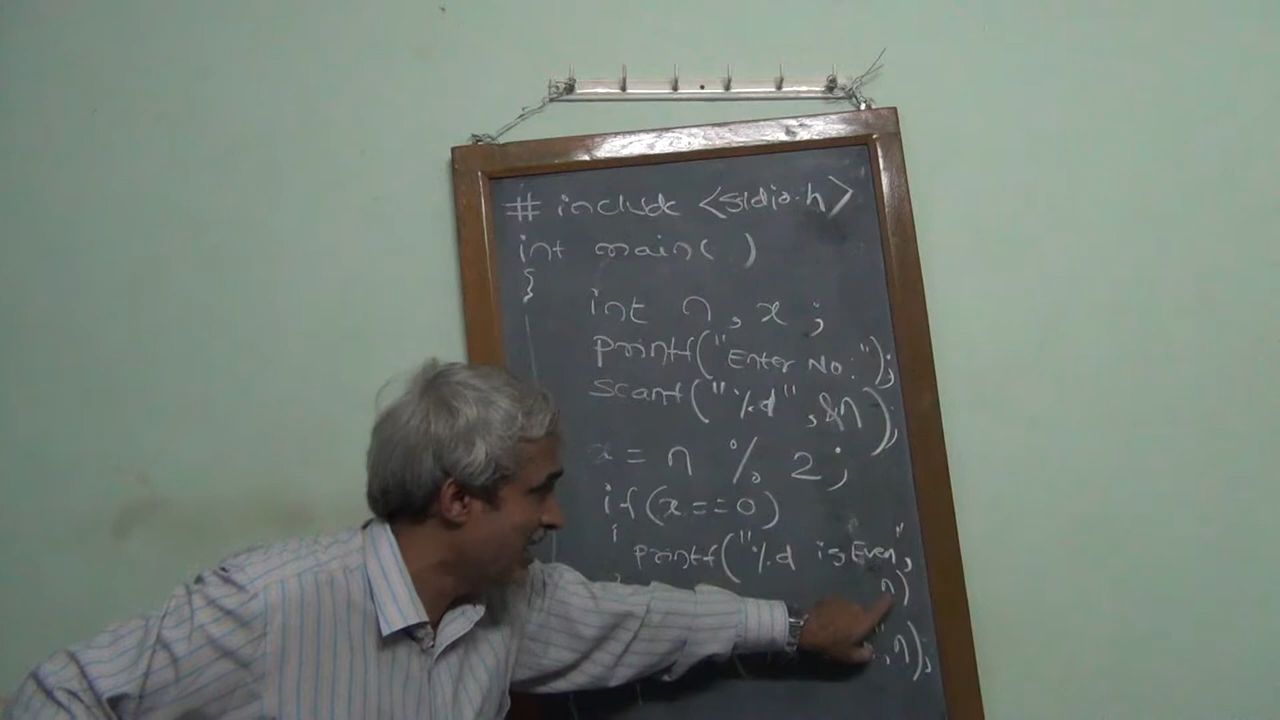 # include <stdio.h>
int main( )
{
int n, x ;
printf("Enter No:");
scanf("%d", &n);
x = n % 2;
if(x==0)
{
printf("%d is Even",
n)
", n);